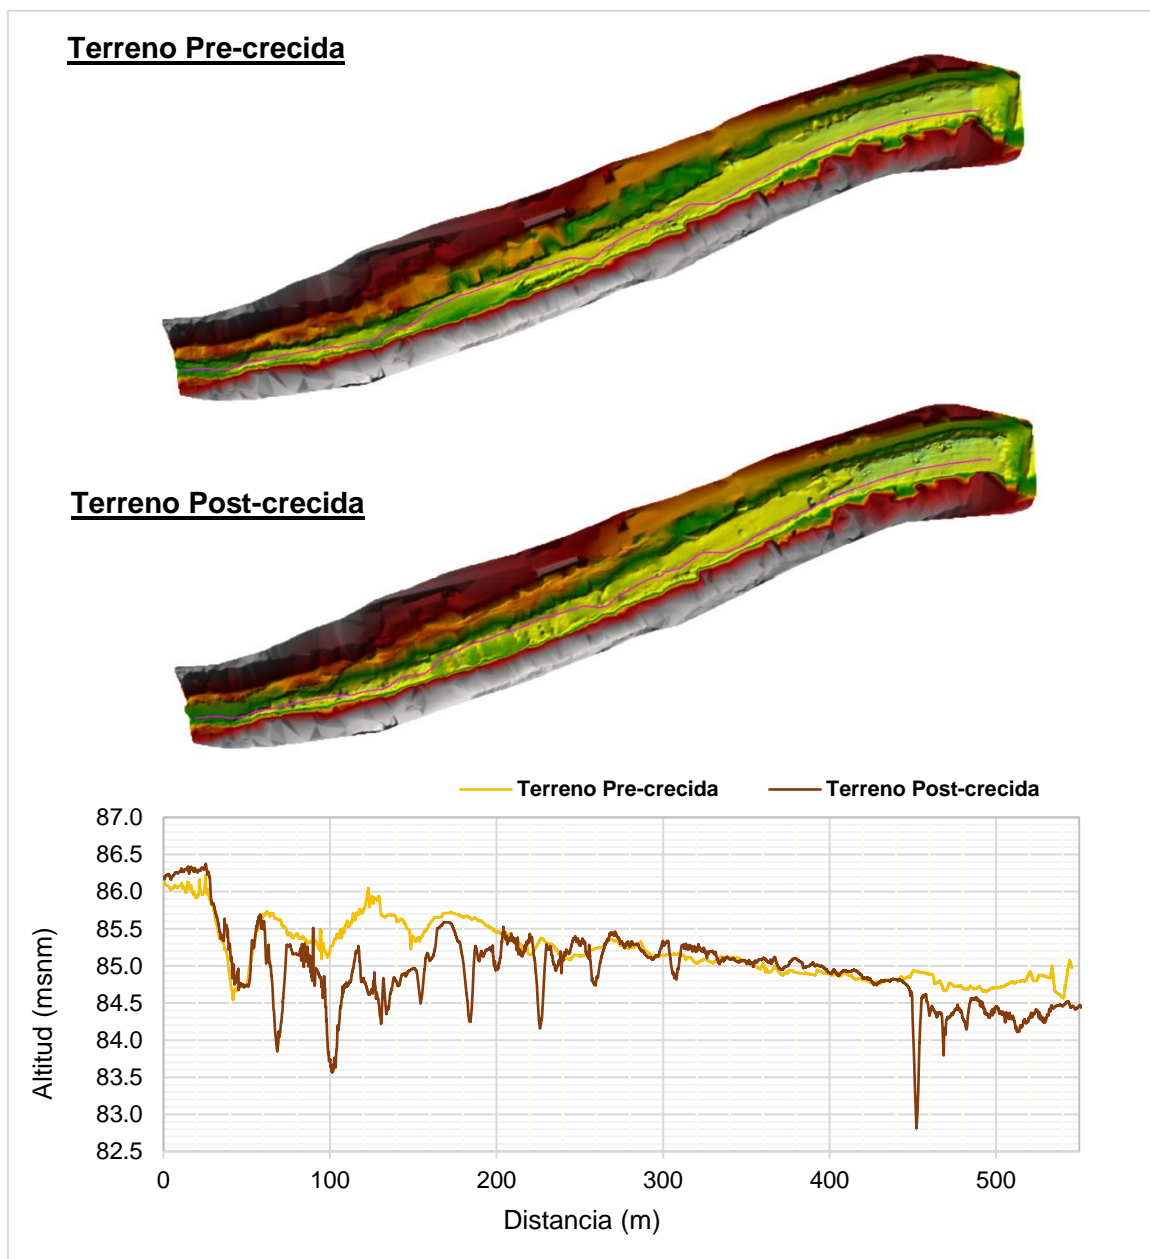 Terreno Pre-crecida
Terreno Post-crecida
Terreno Pre-crecida Terreno Post-crecida
87.0
86.5
86.0
85.5
85.0
84.5
84.0
83.5
83.0
82.5
Altitud (msnm)
0 100 200 300 400 500
Distancia (m)